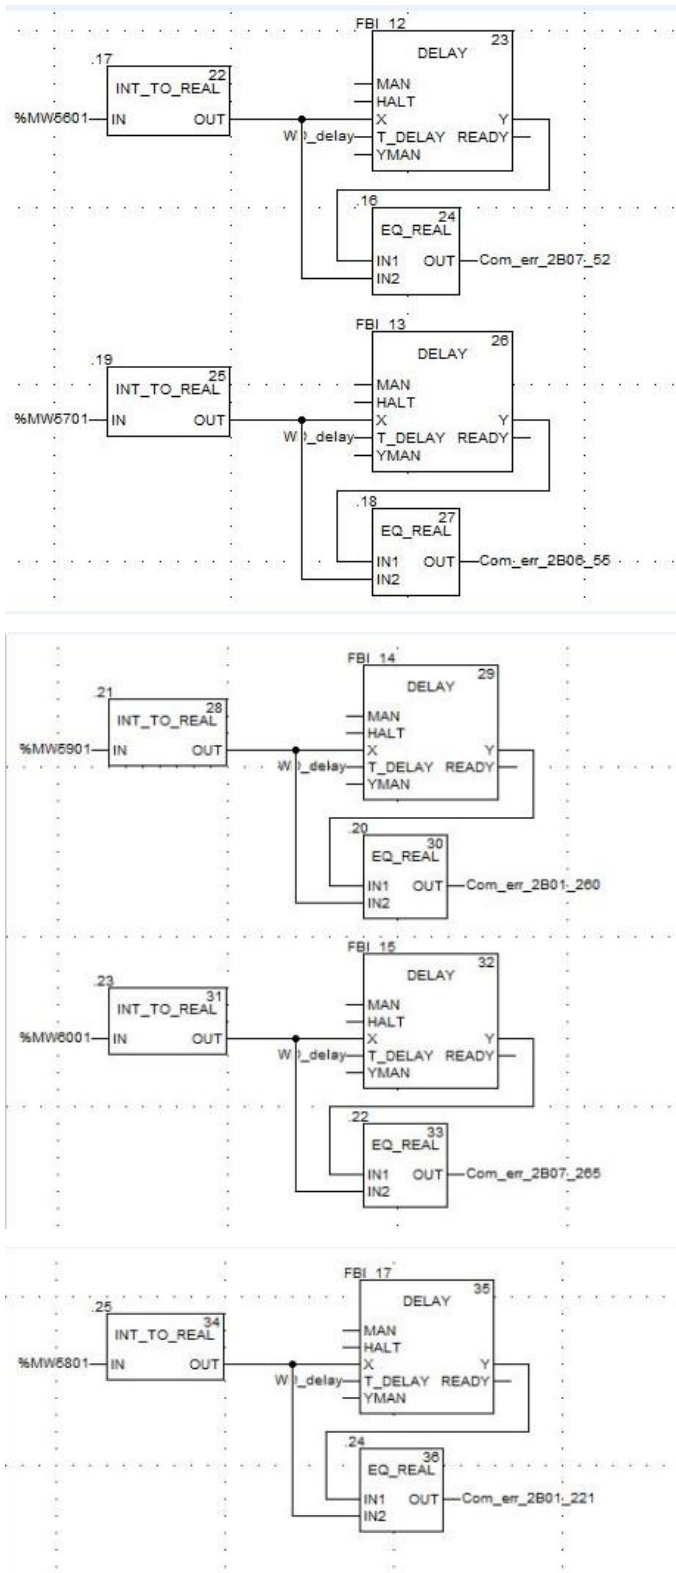 FBI_12
.17
22
INT_TO_REAL
%MW5601
IN OUT
23
DELAY
MAN
HALT
X Y
T_DELAY READY
YMAN
.16
24
EQ_REAL
IN1 OUT
IN2
Com_err_2B07_52
FBI_13
.19
25
INT_TO_REAL
%MW5701
IN OUT
26
DELAY
MAN
HALT
X Y
T_DELAY READY
YMAN
.18
27
EQ_REAL
IN1 OUT
IN2
Com_err_2B06_55
FBI_14
.21
28
INT_TO_REAL
%MW5901
IN OUT
29
DELAY
MAN
HALT
X Y
T_DELAY READY
YMAN
.20
30
EQ_REAL
IN1 OUT
IN2
Com_err_2B01_260
FBI_15
.23
31
INT_TO_REAL
%MW6001
IN OUT
32
DELAY
MAN
HALT
X Y
T_DELAY READY
YMAN
.22
33
EQ_REAL
IN1 OUT
IN2
Com_err_2B07_265
FBI_17
.25
34
INT_TO_REAL
%MW5801
IN OUT
35
DELAY
MAN
HALT
X Y
T_DELAY READY
YMAN
.24
36
EQ_REAL
IN1 OUT
IN2
Com_err_2B01_221